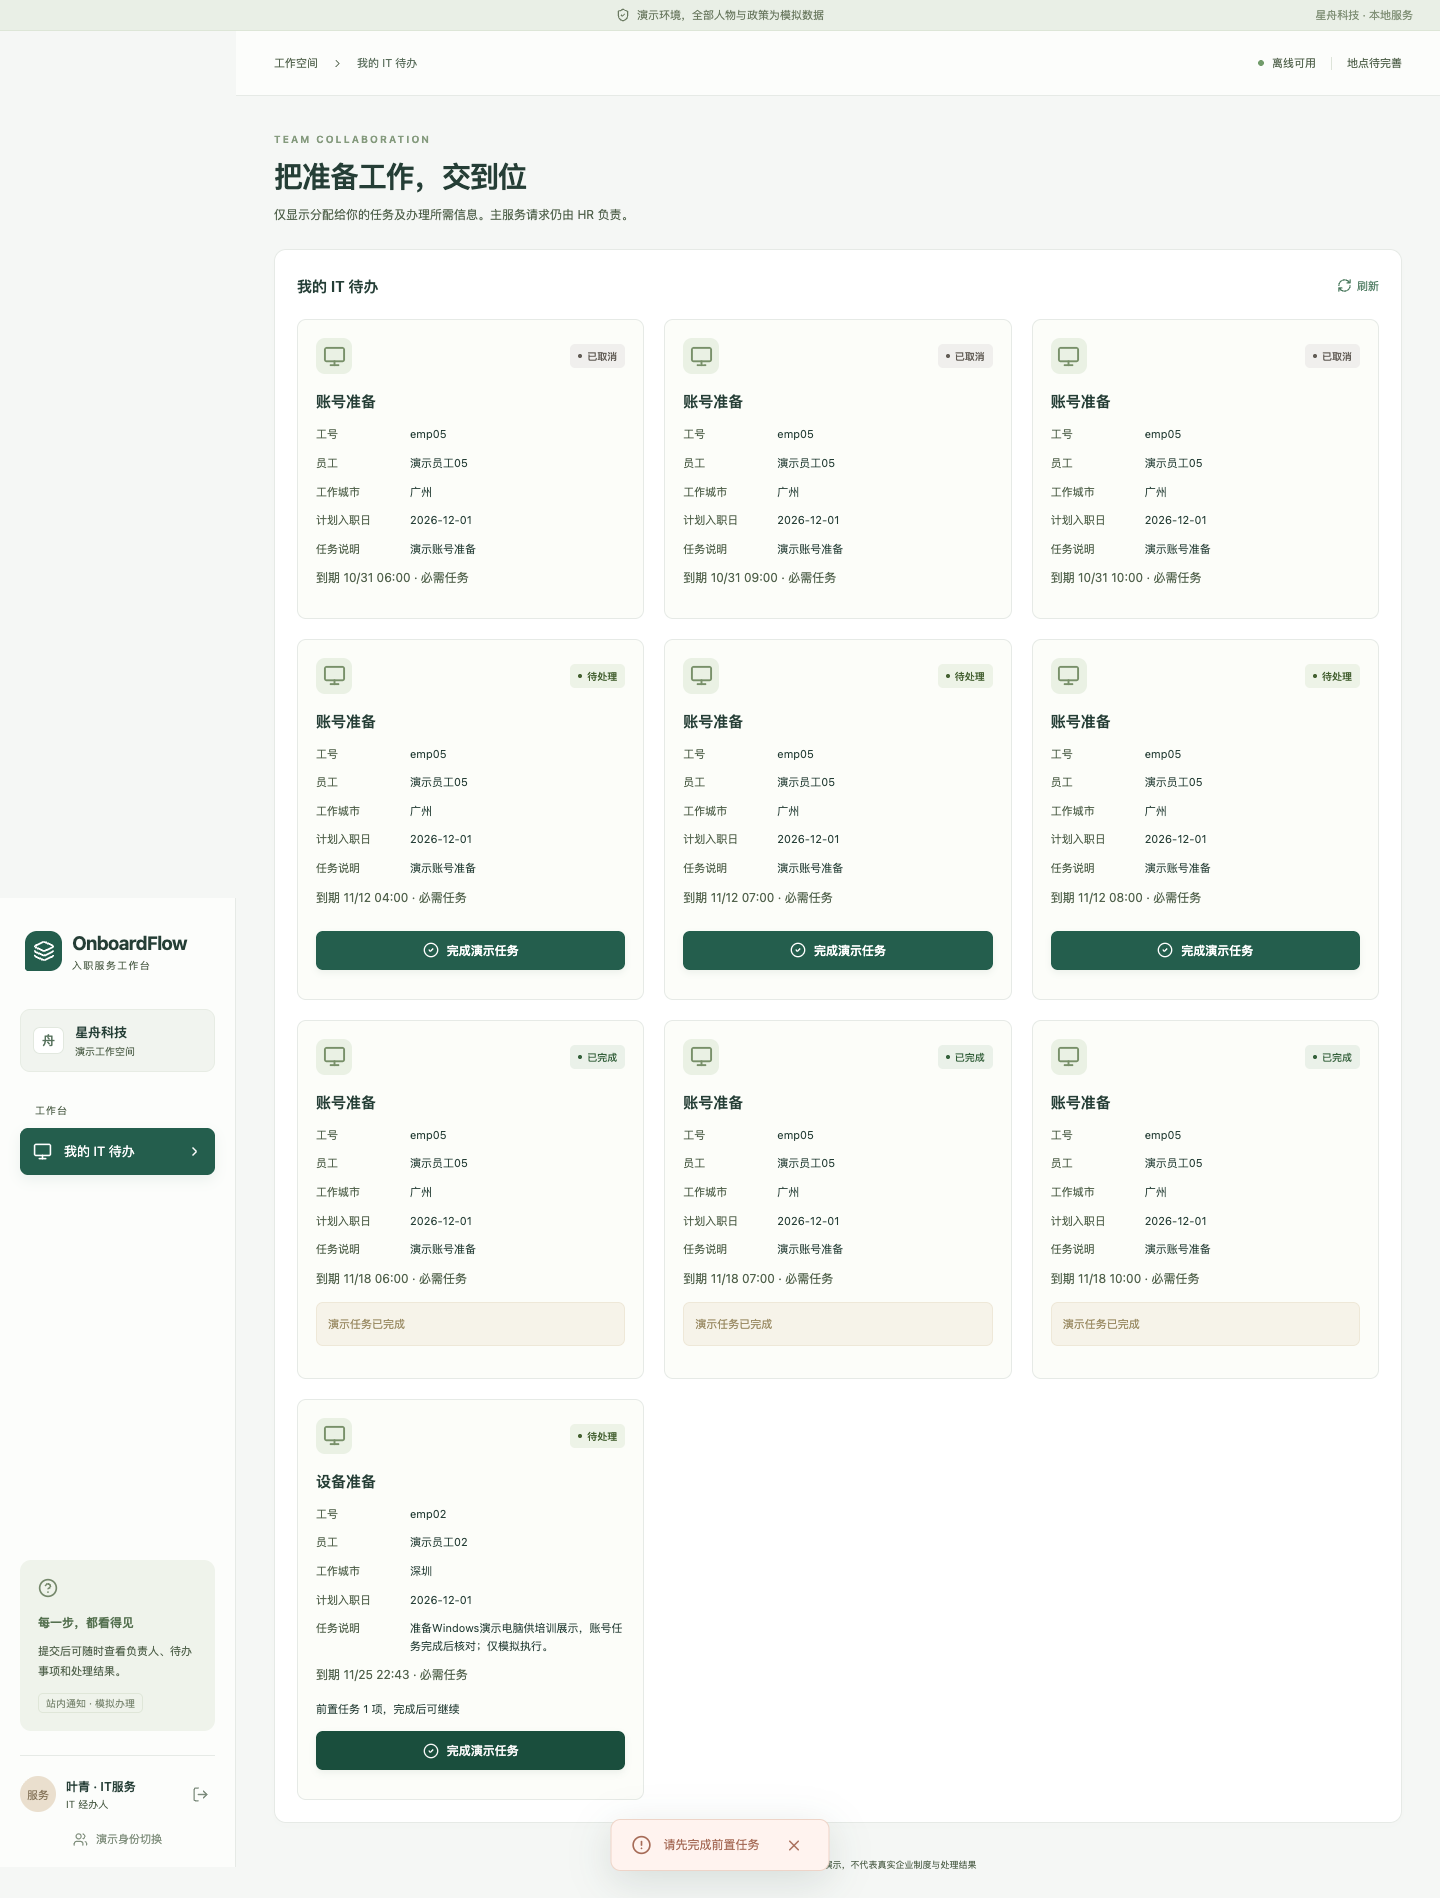 演示环境，全部人物与政策为模拟数据
星舟科技 · 本地服务
工作空间
我的 IT 待办
离线可用
地点待完善
TEAM COLLABORATION
把准备工作，交到位
仅显示分配给你的任务及办理所需信息。主服务请求仍由 HR 负责。
我的 IT 待办
刷新
已取消
账号准备
工号 emp05
员工 演示员工05
工作城市 广州
计划入职日 2026-12-01
任务说明 演示账号准备
到期 10/31 06:00 · 必需任务
已取消
账号准备
工号 emp05
员工 演示员工05
工作城市 广州
计划入职日 2026-12-01
任务说明 演示账号准备
到期 10/31 09:00 · 必需任务
已取消
账号准备
工号 emp05
员工 演示员工05
工作城市 广州
计划入职日 2026-12-01
任务说明 演示账号准备
到期 10/31 10:00 · 必需任务
待处理
账号准备
工号 emp05
员工 演示员工05
工作城市 广州
计划入职日 2026-12-01
任务说明 演示账号准备
到期 11/12 04:00 · 必需任务
完成演示任务
待处理
账号准备
工号 emp05
员工 演示员工05
工作城市 广州
计划入职日 2026-12-01
任务说明 演示账号准备
到期 11/12 07:00 · 必需任务
完成演示任务
待处理
账号准备
工号 emp05
员工 演示员工05
工作城市 广州
计划入职日 2026-12-01
任务说明 演示账号准备
到期 11/12 08:00 · 必需任务
完成演示任务
已完成
账号准备
工号 emp05
员工 演示员工05
工作城市 广州
计划入职日 2026-12-01
任务说明 演示账号准备
到期 11/18 06:00 · 必需任务
演示任务已完成
已完成
账号准备
工号 emp05
员工 演示员工05
工作城市 广州
计划入职日 2026-12-01
任务说明 演示账号准备
到期 11/18 07:00 · 必需任务
演示任务已完成
已完成
账号准备
工号 emp05
员工 演示员工05
工作城市 广州
计划入职日 2026-12-01
任务说明 演示账号准备
到期 11/18 10:00 · 必需任务
演示任务已完成
待处理
设备准备
工号 emp02
员工 演示员工02
工作城市 深圳
计划入职日 2026-12-01
任务说明 准备Windows演示电脑供培训展示，账号任
务完成后核对；仅模拟执行。
到期 11/25 22:43 · 必需任务
前置任务 1 项，完成后可继续
完成演示任务
OnboardFlow
入职服务工作台
舟
星舟科技
演示工作空间
工作台
我的 IT 待办
每一步，都看得见
提交后可随时查看负责人、待办
事项和处理结果。
站内通知 · 模拟办理
服务
叶青 · IT服务
IT 经办人
演示身份切换
请先完成前置任务
示，不代表真实企业制度与处理结果